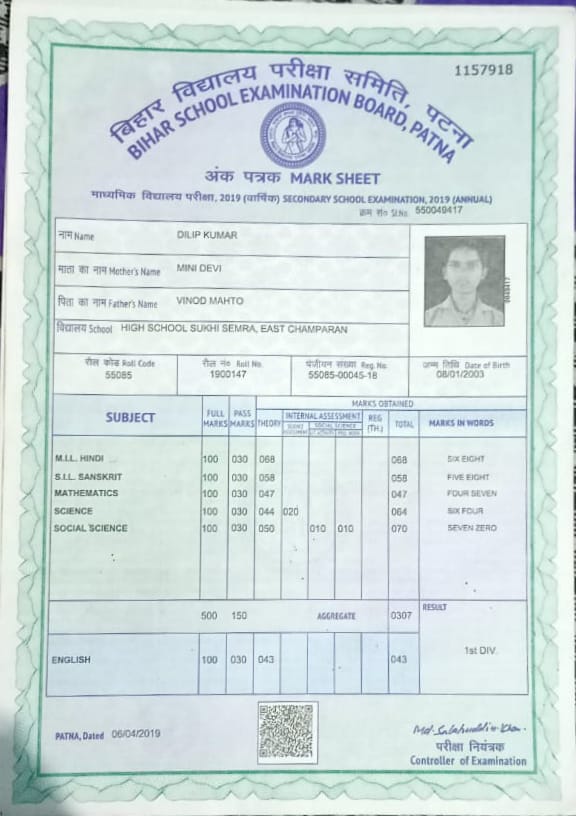 1157918
बिहार विद्यालय परीक्षा समिति, पटना
BIHAR SCHOOL EXAMINATION BOARD, PATNA
अंक पत्रक MARK SHEET
माध्यमिक विद्यालय परीक्षा, 2019 (वार्षिक) SECONDARY SCHOOL EXAMINATION, 2019 (ANNUAL)
क्रम सं० Sl.No. 550049417
नाम Name DILIP KUMAR
माता का नाम Mother's Name MINI DEVI
पिता का नाम Father's Name VINOD MAHTO
विद्यालय School HIGH SCHOOL SUKHI SEMRA, EAST CHAMPARAN
रौल कोड Roll Code रौल नं० Roll No. पंजीयन संख्या Reg. No. जन्म तिथि Date of Birth
55085 1900147 55085-00045-18 08/01/2003
MARKS OBTAINED
SUBJECT FULL MARKS PASS MARKS THEORY INTERNAL ASSESSMENT REG (TH.) TOTAL MARKS IN WORDS
SOCIAL SCIENCE
M.I.L. HINDI 100 030 068 068 SIX EIGHT
S.I.L. SANSKRIT 100 030 058 058 FIVE EIGHT
MATHEMATICS 100 030 047 047 FOUR SEVEN
SCIENCE 100 030 044 020 064 SIX FOUR
SOCIAL SCIENCE 100 030 050 010 010 070 SEVEN ZERO
500 150 AGGREGATE 0307 RESULT
1st DIV.
ENGLISH 100 030 043 043
PATNA, Dated 06/04/2019
Md. Salahuddin Khan
परीक्षा नियंत्रक
Controller of Examination